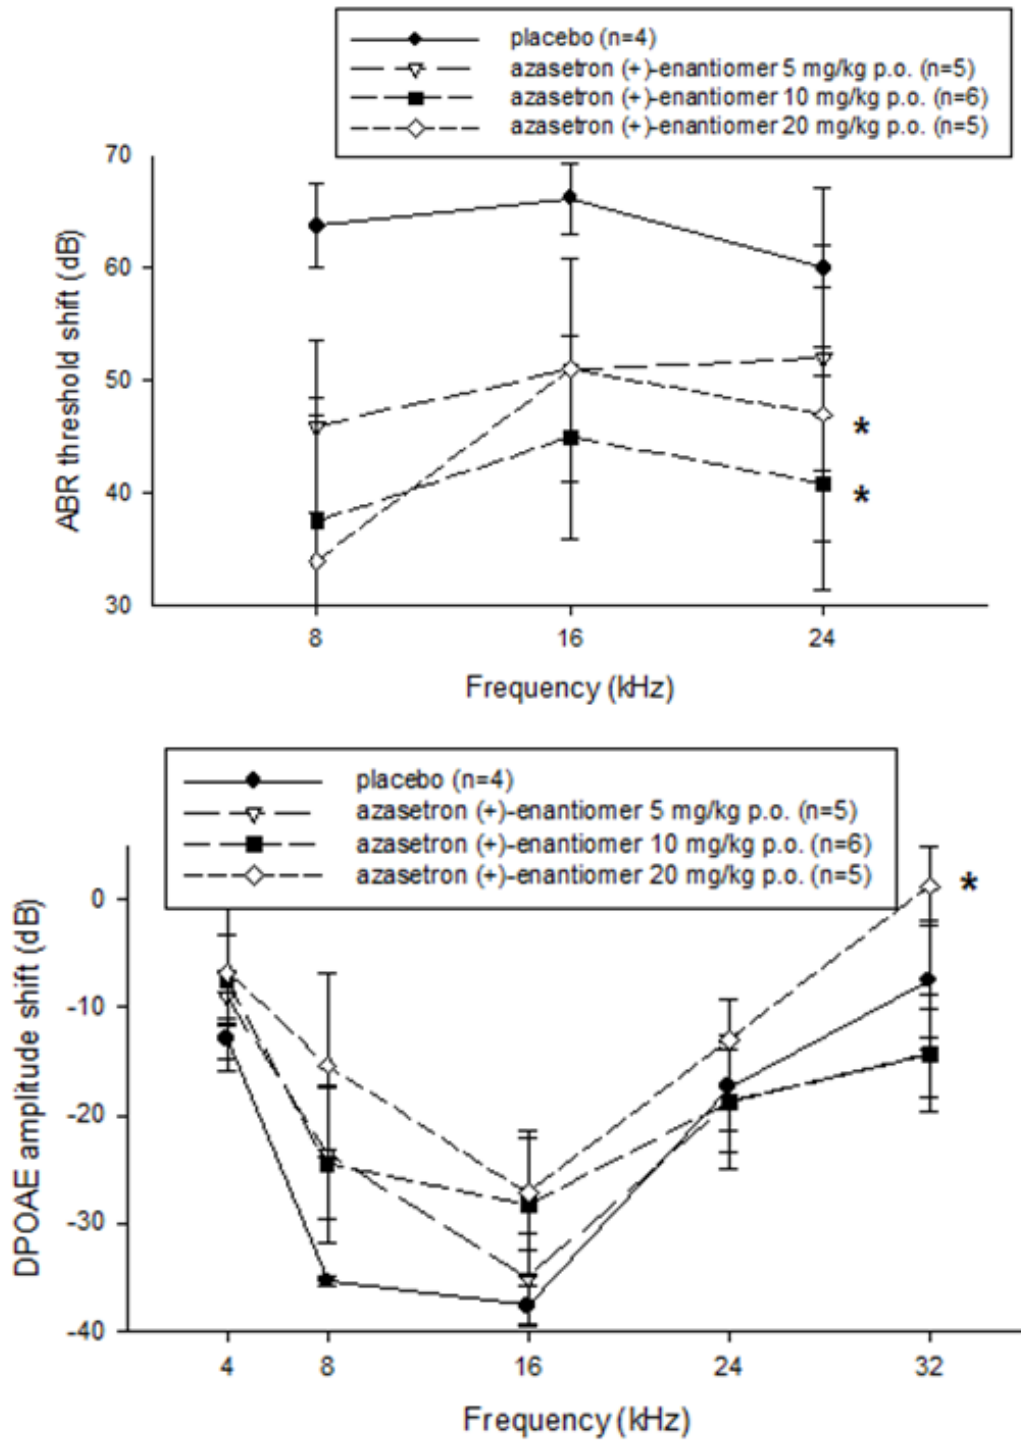 placebo (n=4)
azasetron (+)-enantiomer 5 mg/kg p.o. (n=5)
azasetron (+)-enantiomer 10 mg/kg p.o. (n=6)
azasetron (+)-enantiomer 20 mg/kg p.o. (n=5)
ABR threshold shift (dB)
70
60
50
40
30
*
*
8 16 24
Frequency (kHz)
placebo (n=4)
azasetron (+)-enantiomer 5 mg/kg p.o. (n=5)
azasetron (+)-enantiomer 10 mg/kg p.o. (n=6)
azasetron (+)-enantiomer 20 mg/kg p.o. (n=5)
DPOAE amplitude shift (dB)
0
-10
-20
-30
-40
*
4 8 16 24 32
Frequency (kHz)